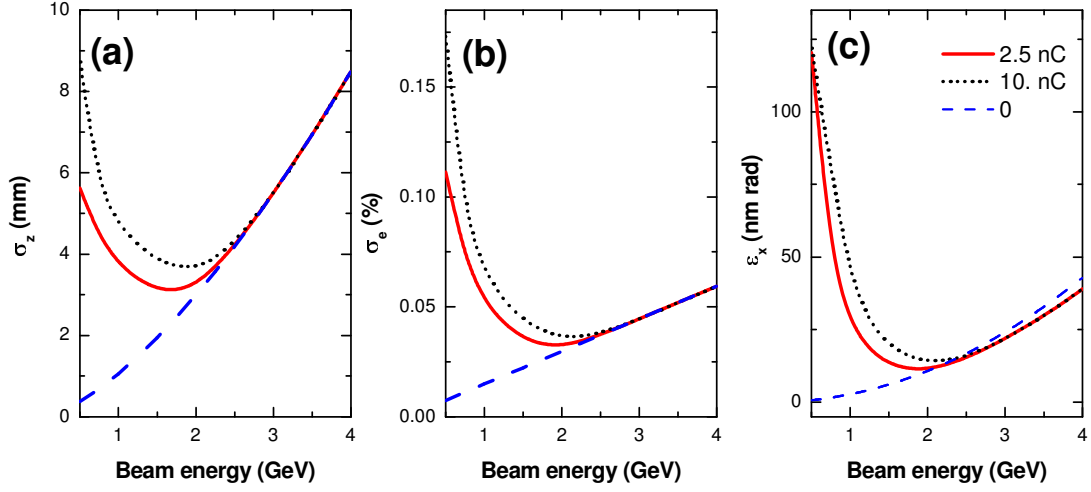 (a)
10
8
6
4
2
0
σz (mm)
1 2 3 4
Beam energy (GeV)
(b)
0.15
0.10
0.05
0.00
σe (%)
1 2 3 4
Beam energy (GeV)
(c)
2.5 nC
10. nC
0
100
50
0
εx (nm rad)
1 2 3 4
Beam energy (GeV)